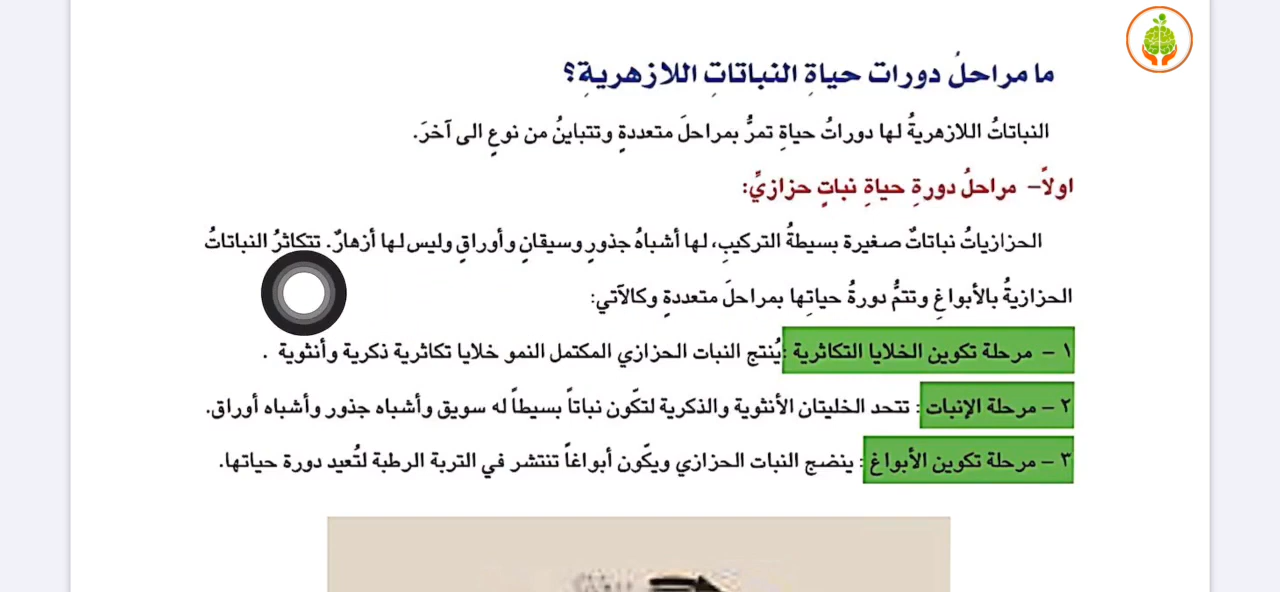 ما مراحلُ دورات حياةِ النباتاتِ اللازهريةِ؟
النباتاتُ اللازهريةُ لها دوراتُ حياةٍ تمرُّ بمراحلَ متعددةٍ وتتباينُ من نوعٍ الى آخرَ.
اولاً– مراحلُ دورةِ حياةِ نباتٍ حزازيٍّ:
الحزازياتُ نباتاتٌ صغيرة بسيطةُ التركيبِ، لها أشباهُ جذورٍ وسيقانٍ وأوراقٍ وليس لها أزهارٌ. تتكاثرُ النباتاتُ
الحزازيةُ بالأبواغِ وتتمُّ دورةُ حياتِها بمراحلَ متعددةٍ وكالآتي:
١ – مرحلة تكوين الخلايا التكاثرية :يُنتج النبات الحزازي المكتمل النمو خلايا تكاثرية ذكرية وأنثوية .
٢ – مرحلة الإنبات : تتحد الخليتان الأنثوية والذكرية لتكّون نباتاً بسيطاً له سويق وأشباه جذور وأشباه أوراق.
٣ – مرحلة تكوين الأبواغ : ينضج النبات الحزازي ويكّون أبواغاً تنتشر في التربة الرطبة لتُعيد دورة حياتها.